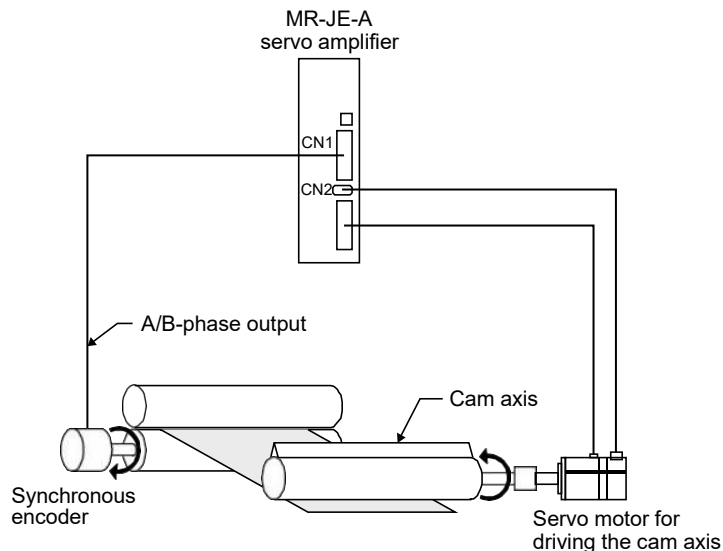 MR-JE-A
servo amplifier
CN1
CN2
A/B-phase output
Cam axis
Synchronous
encoder
Servo motor for
driving the cam axis